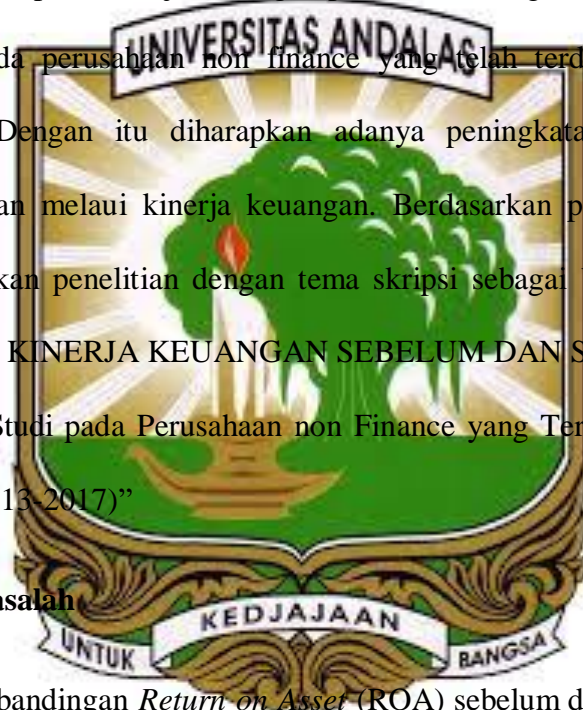 UNIVERSITAS ANDALAS
da perusahaan non finance yang telah terd
Dengan itu diharapkan adanya peningkata
an melaui kinerja keuangan. Berdasarkan p
kan penelitian dengan tema skripsi sebagai
KINERJA KEUANGAN SEBELUM DAN S
Studi pada Perusahaan non Finance yang Ter
13-2017)”
asalah
KEDJAJAAN
UNTUK
BANGSA
bandingan Return on Asset (ROA) sebelum d